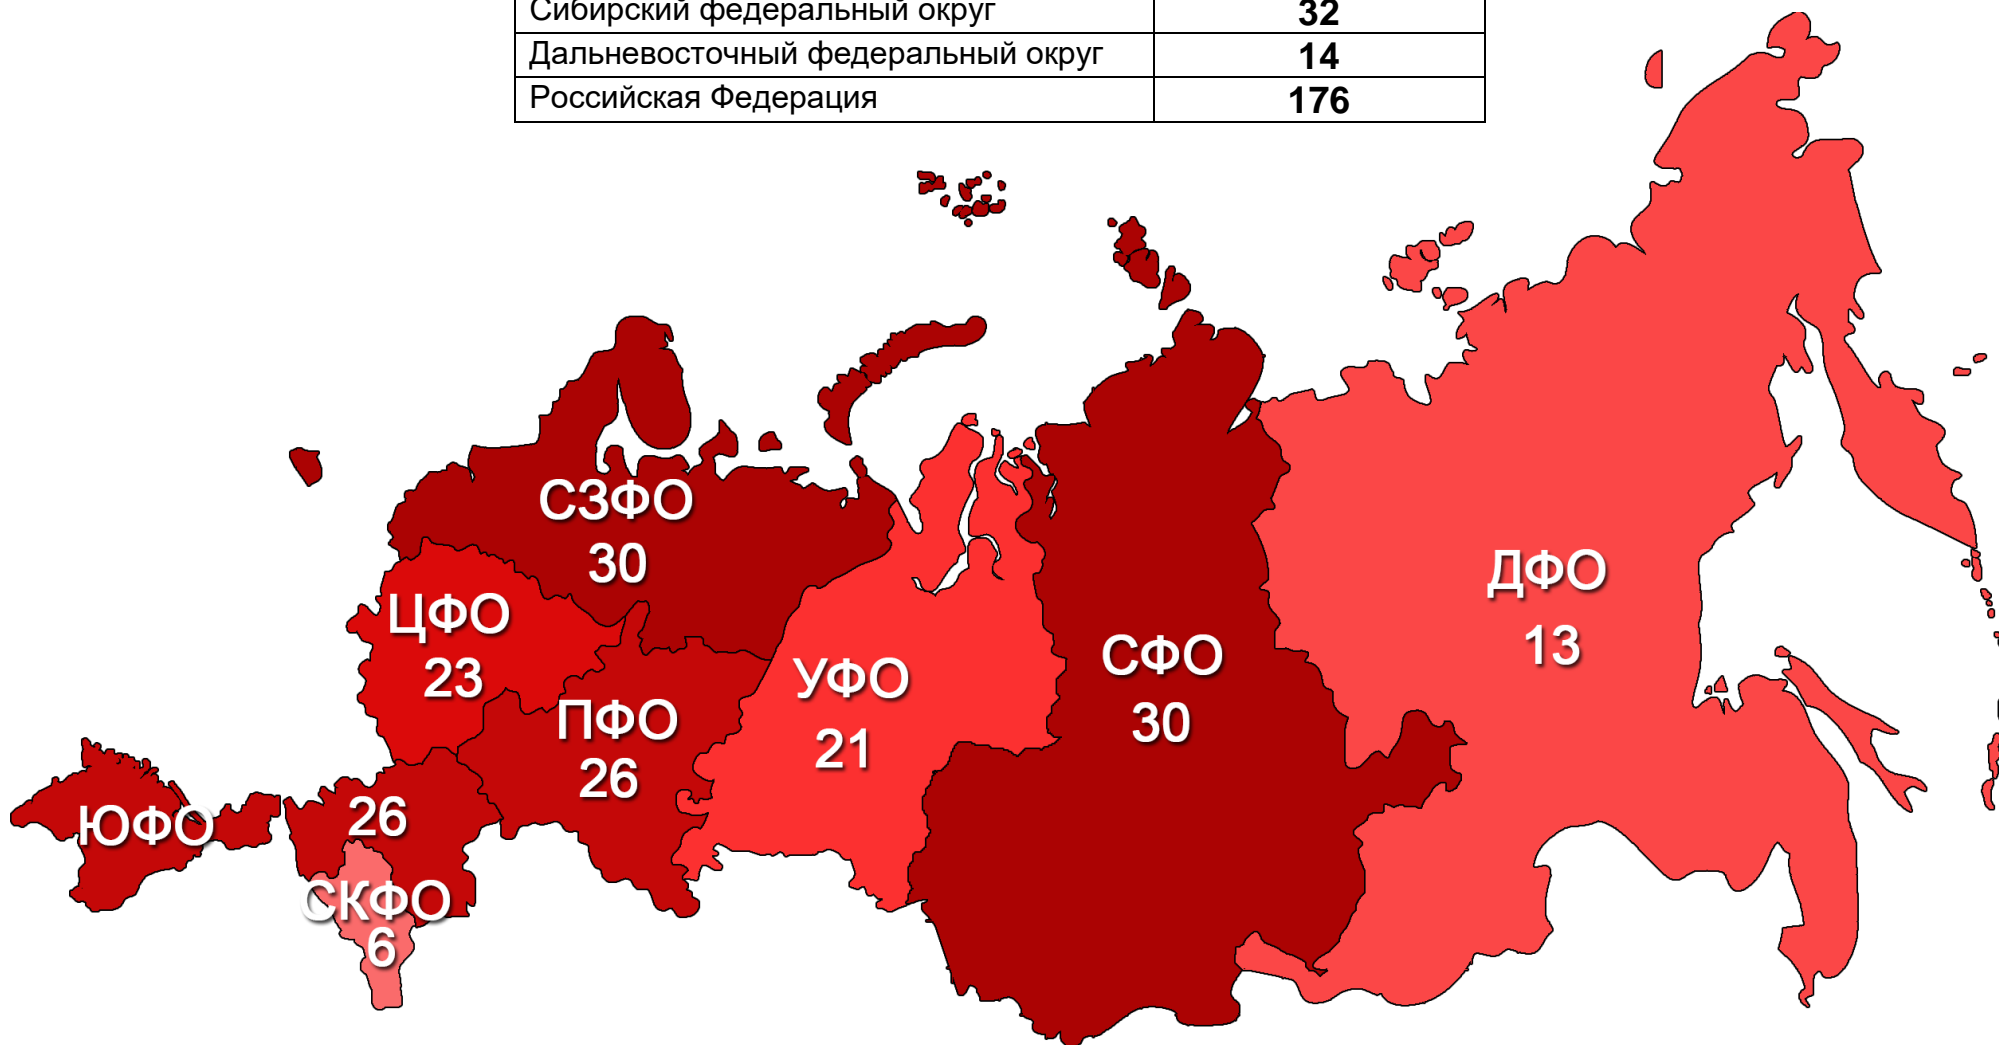 Сибирский федеральный округ 32
Дальневосточный федеральный округ 14
Российская Федерация 176
СЗФО
30
ЦФО
23
ПФО
26
УФО
21
СФО
30
ДФО
13
ЮФО
26
СКФО
6